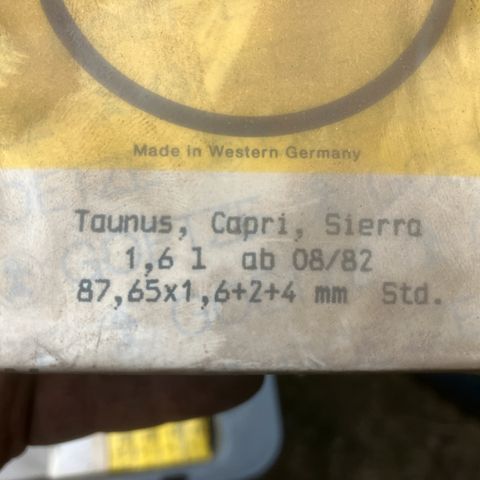 Made in Western Germany
Taunus, Capri, Sierra
1,6 l ab 08/82
87,65x1,6+2+4 mm Std.